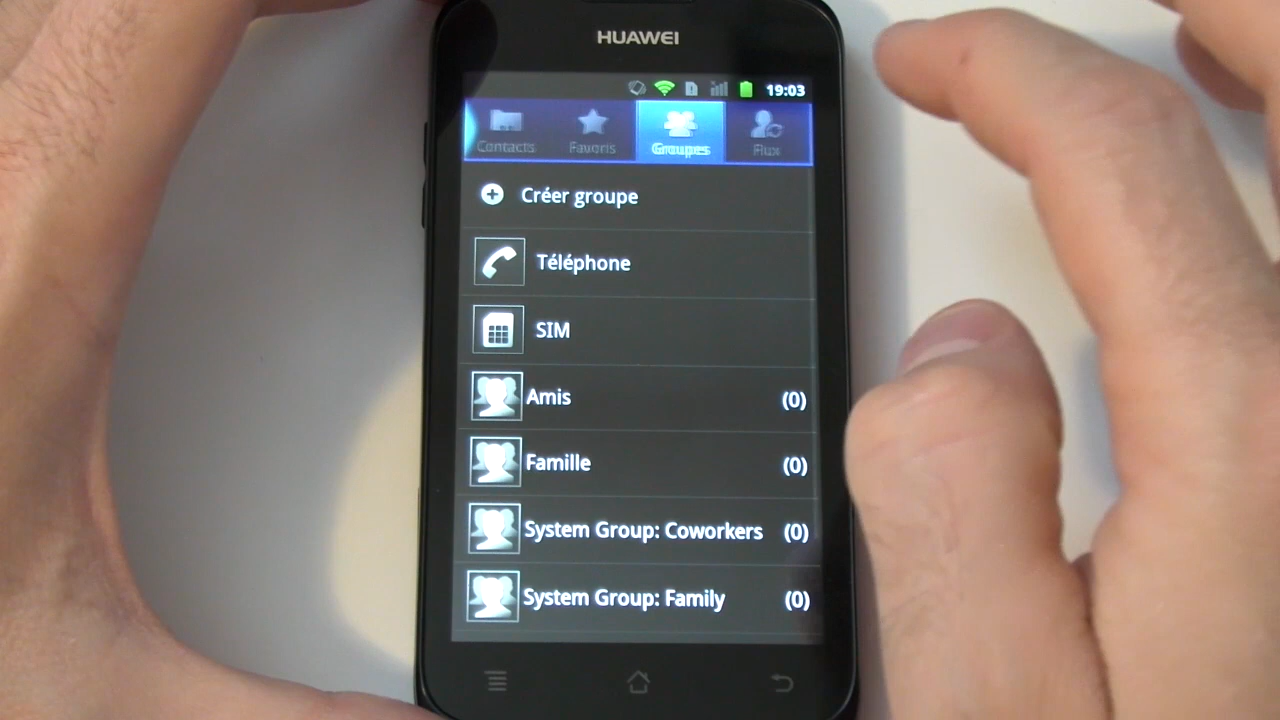 HUAWEI
19:03
Contacts
Favoris
Groupes
Flux
Créer groupe
Téléphone
SIM
Amis (0)
Famille (0)
System Group: Coworkers (0)
System Group: Family (0)